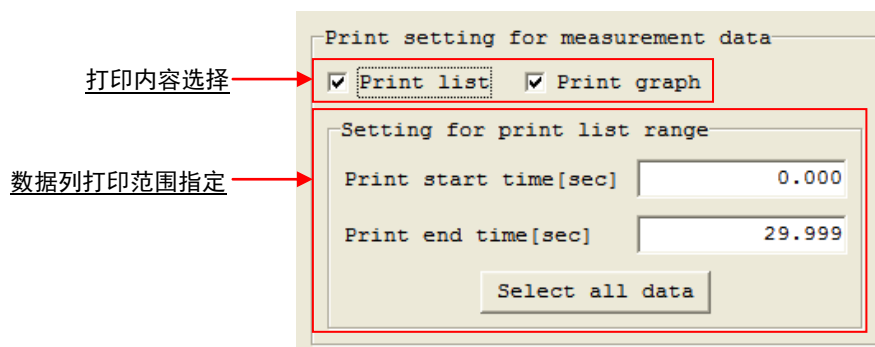 Print setting for measurement data
打印内容选择
Print list Print graph
Setting for print list range
数据列打印范围指定
Print start time[sec] 0.000
Print end time[sec] 29.999
Select all data